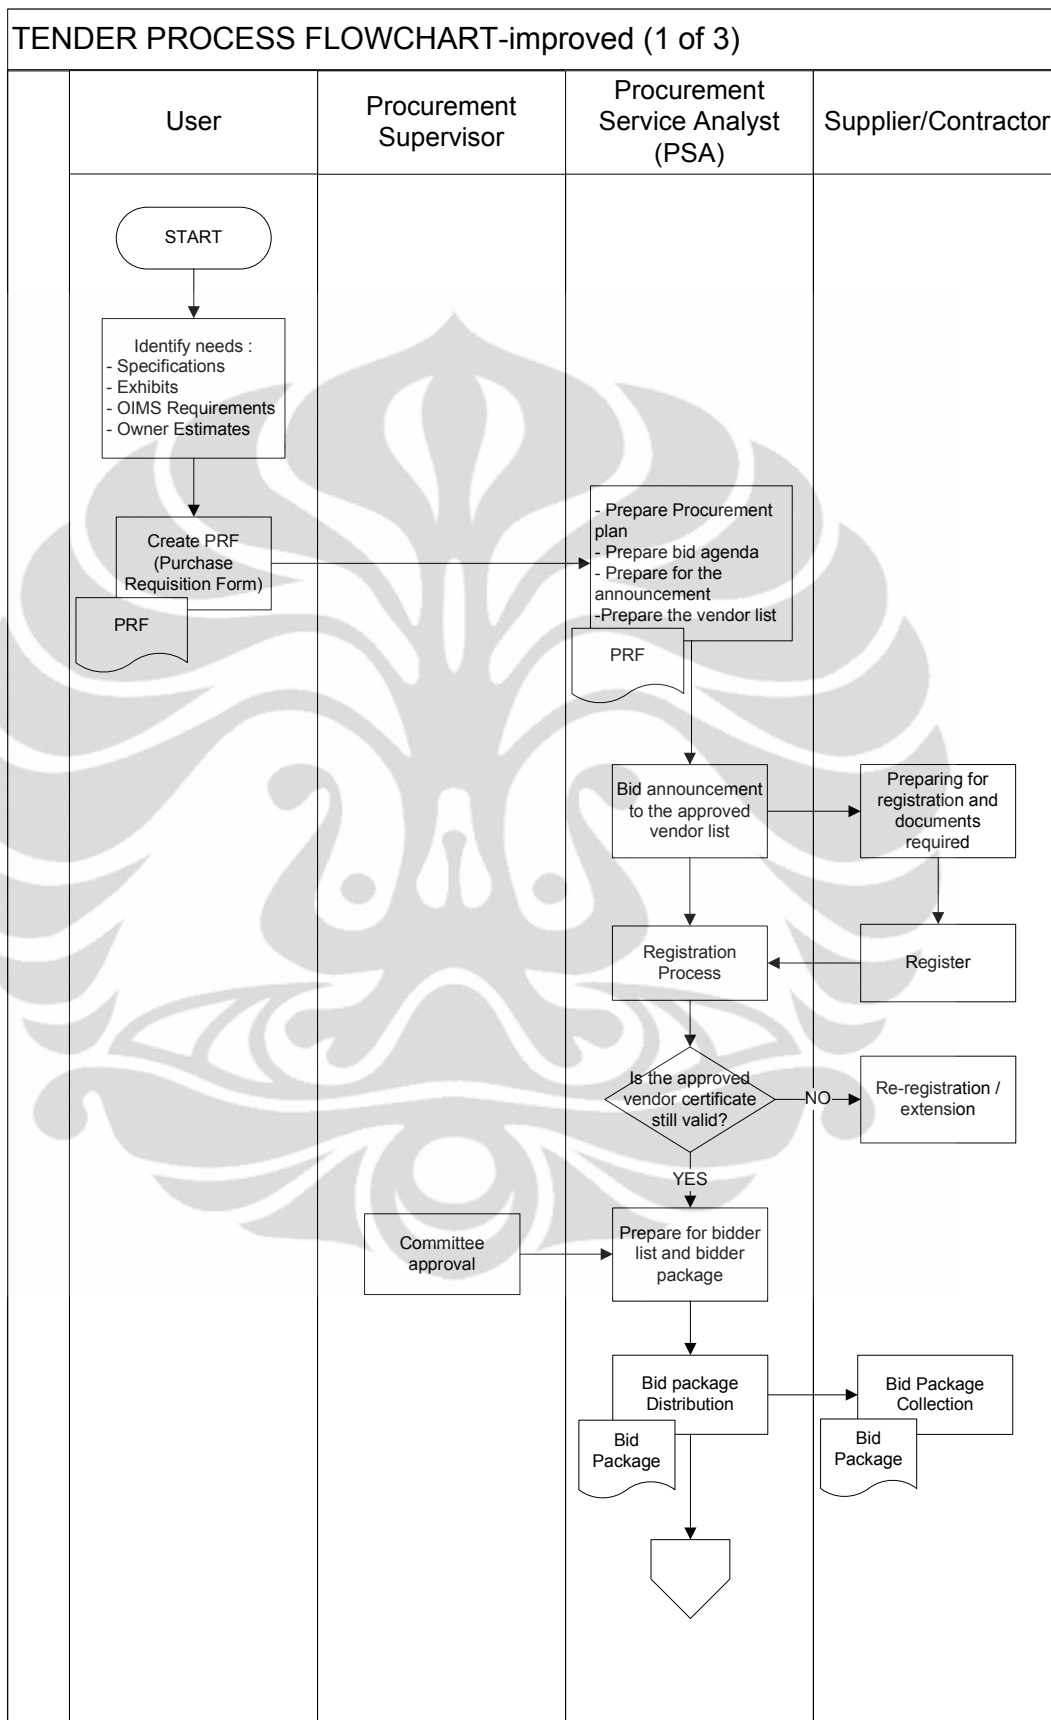 TENDER PROCESS FLOWCHART-improved (1 of 3)
User
Procurement
Supervisor
Procurement
Service Analyst
(PSA)
Supplier/Contractor
START
Identify needs :
- Specifications
- Exhibits
- OIMS Requirements
- Owner Estimates
Create PRF
(Purchase
Requisition Form)
PRF
- Prepare Procurement
plan
- Prepare bid agenda
- Prepare for the
announcement
-Prepare the vendor list
PRF
Bid announcement
to the approved
vendor list
Preparing for
registration and
documents
required
Registration
Process
Register
Is the approved
vendor certificate
still valid?
NO
Re-registration /
extension
YES
Committee
approval
Prepare for bidder
list and bidder
package
Bid package
Distribution
Bid
Package
Bid Package
Collection
Bid
Package